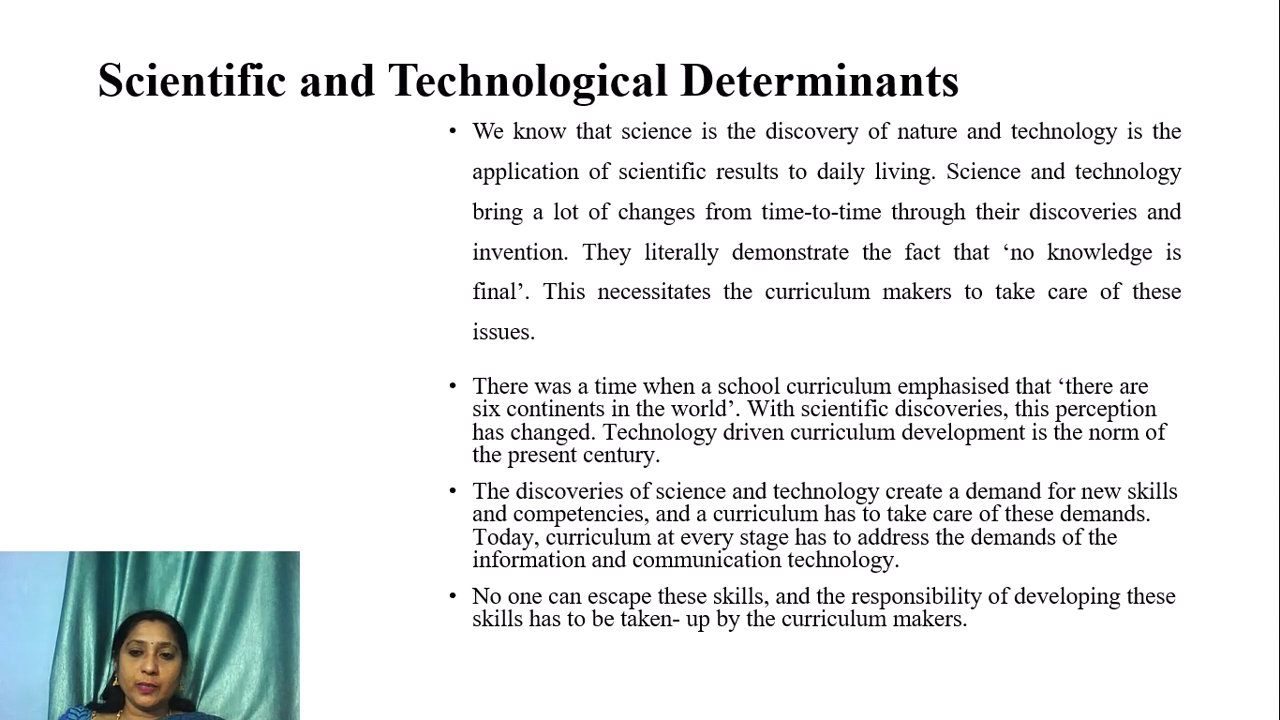 Scientific and Technological Determinants
• We know that science is the discovery of nature and technology is the
application of scientific results to daily living. Science and technology
bring a lot of changes from time-to-time through their discoveries and
invention. They literally demonstrate the fact that ‘no knowledge is
final’. This necessitates the curriculum makers to take care of these
issues.
• There was a time when a school curriculum emphasised that ‘there are
six continents in the world’. With scientific discoveries, this perception
has changed. Technology driven curriculum development is the norm of
the present century.
• The discoveries of science and technology create a demand for new skills
and competencies, and a curriculum has to take care of these demands.
Today, curriculum at every stage has to address the demands of the
information and communication technology.
• No one can escape these skills, and the responsibility of developing these
skills has to be taken- up by the curriculum makers.